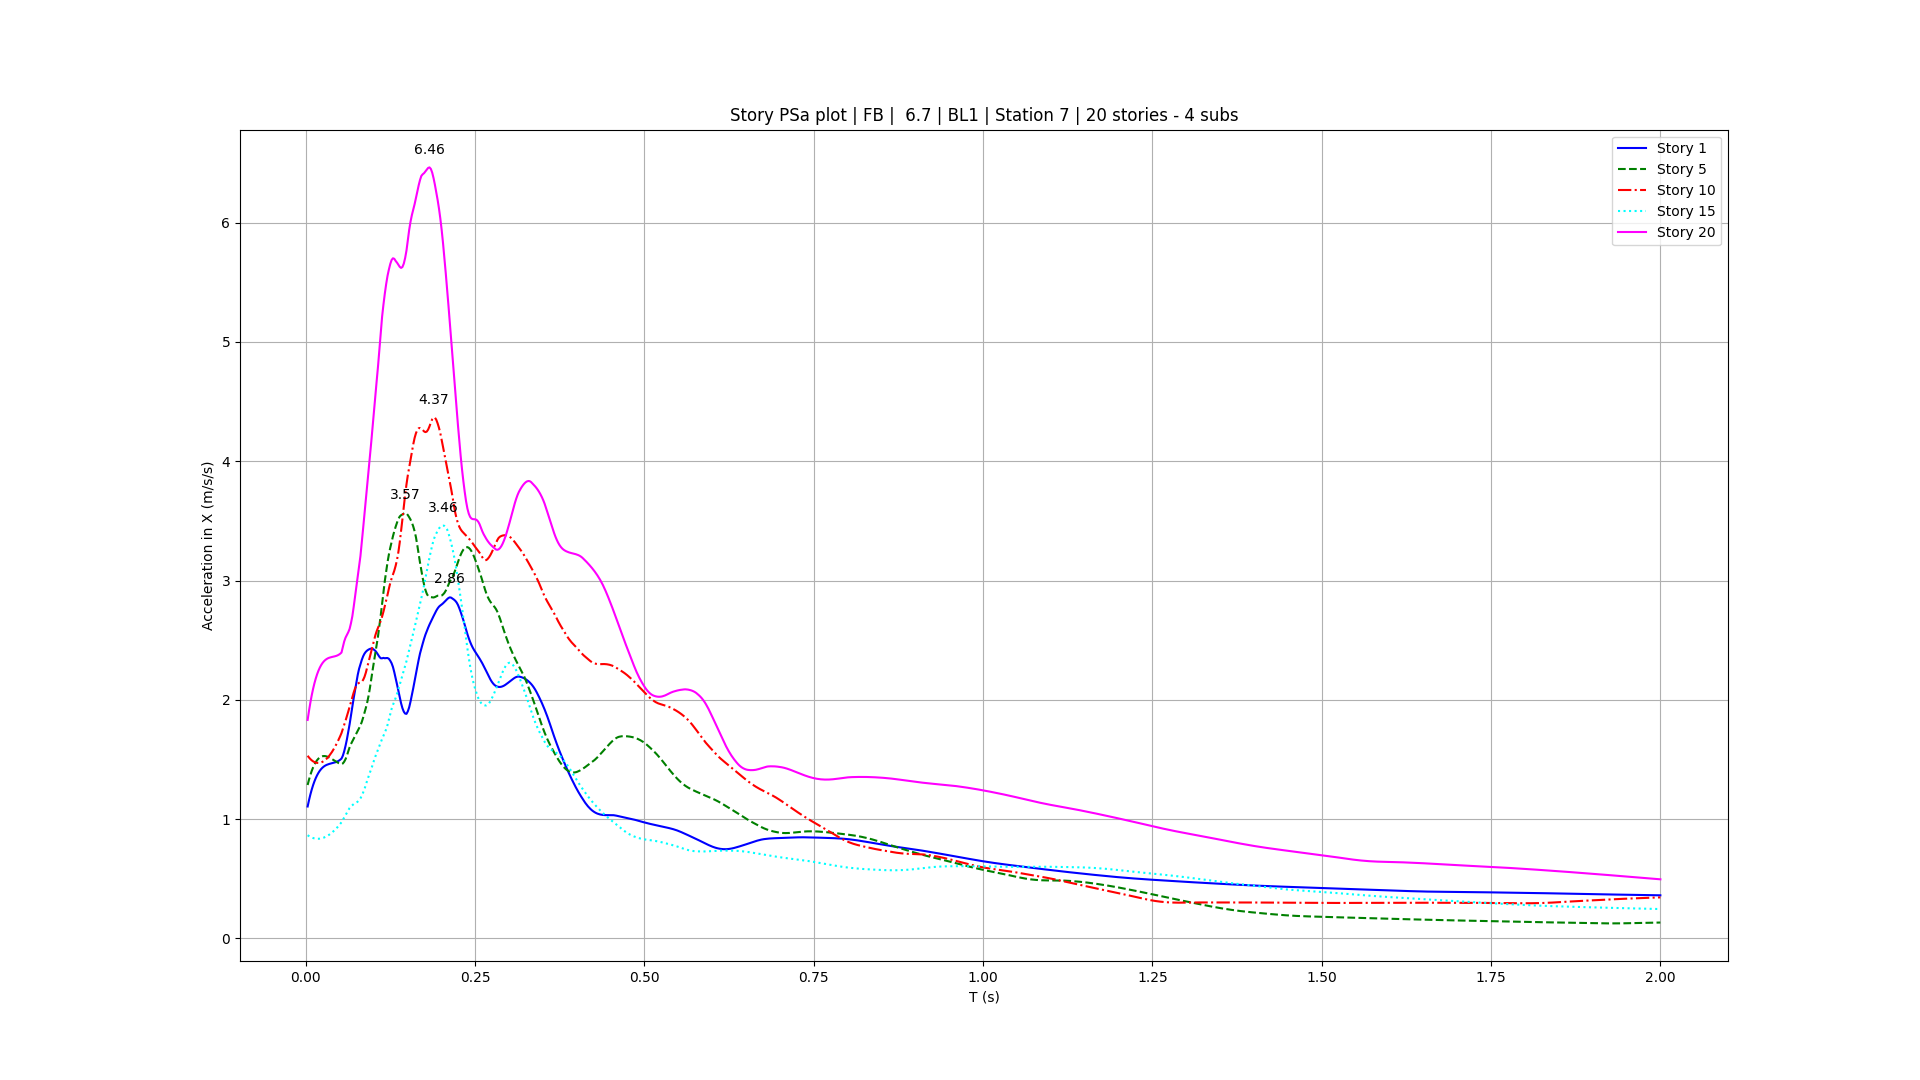 Story PSa plot | FB |  6.7 | BL1 | Station 7 | 20 stories - 4 subs
6.46
Story 1
Story 5
Story 10
Story 15
Story 20
6
5
4.37
4
3.57
3.46
Acceleration in X (m/s/s)
3
2.86
2
1
0
0.00 0.25 0.50 0.75 1.00 1.25 1.50 1.75 2.00
T (s)